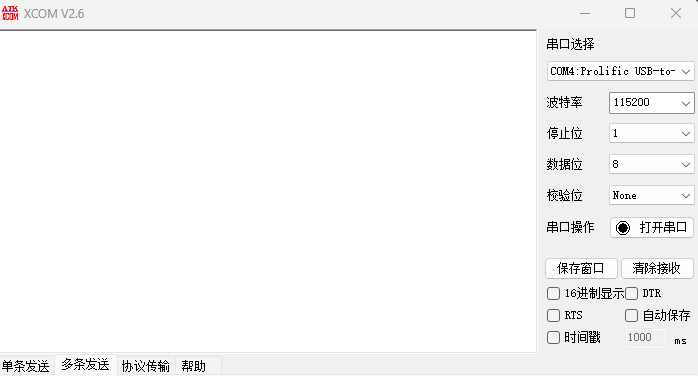 ATK
XCOM
XCOM V2.6
串口选择
COM4:Prolific USB-to-
波特率
115200
停止位
1
数据位
8
校验位
None
串口操作
打开串口
保存窗口
清除接收
16进制显示
DTR
RTS
自动保存
时间戳
1000
ms
单条发送
多条发送
协议传输
帮助